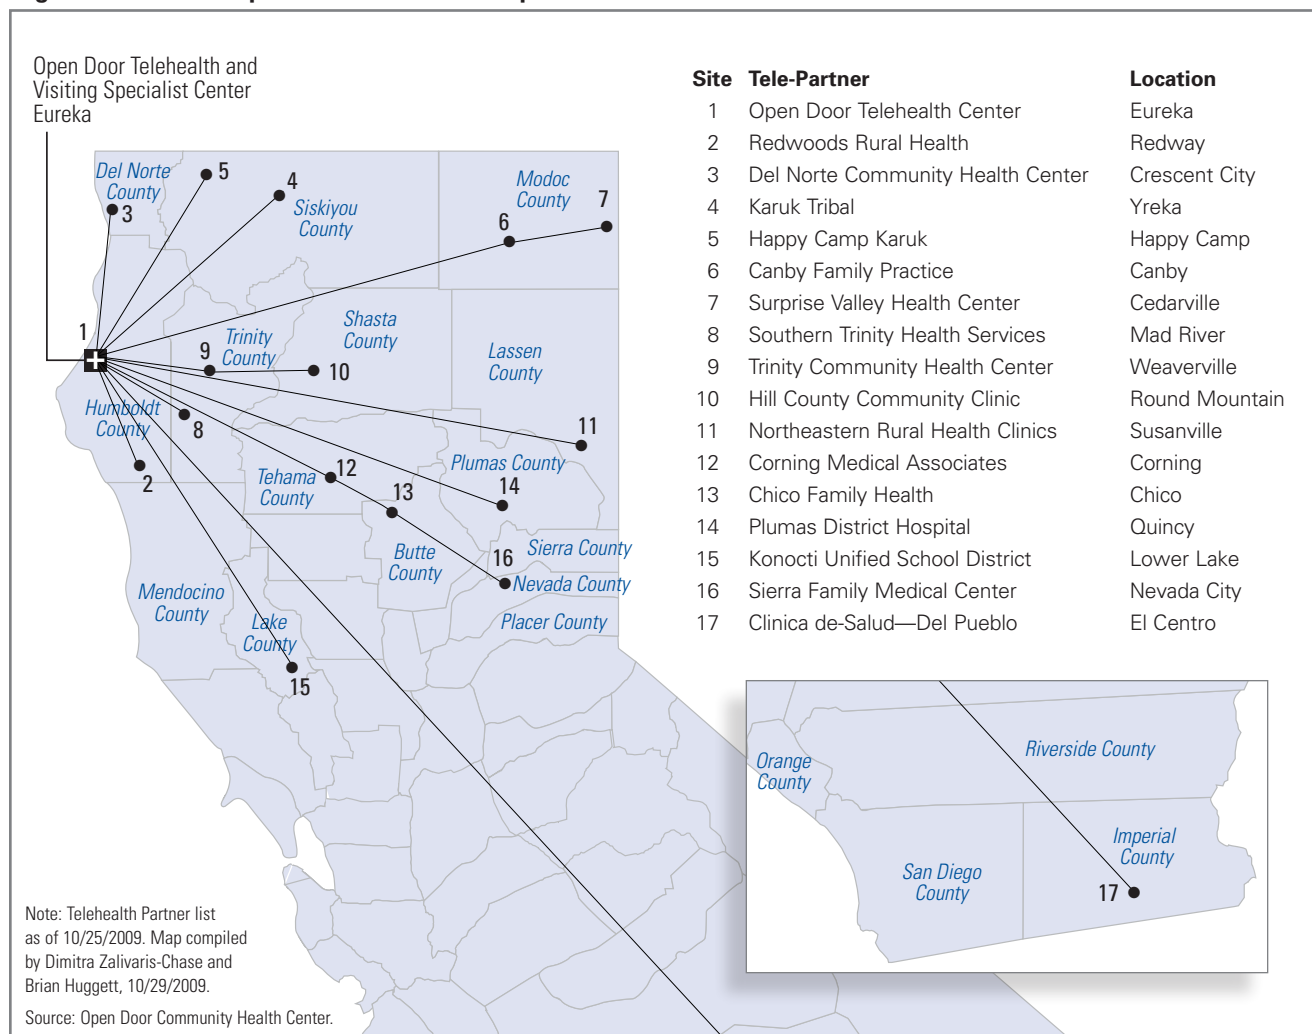 Open Door Telehealth and
Visiting Specialist Center
Eureka
Site Tele-Partner Location
1 Open Door Telehealth Center Eureka
2 Redwoods Rural Health Redway
3 Del Norte Community Health Center Crescent City
4 Karuk Tribal Yreka
5 Happy Camp Karuk Happy Camp
6 Canby Family Practice Canby
7 Surprise Valley Health Center Cedarville
8 Southern Trinity Health Services Mad River
9 Trinity Community Health Center Weaverville
10 Hill County Community Clinic Round Mountain
11 Northeastern Rural Health Clinics Susanville
12 Corning Medical Associates Corning
13 Chico Family Health Chico
14 Plumas District Hospital Quincy
15 Konocti Unified School District Lower Lake
16 Sierra Family Medical Center Nevada City
17 Clinica de-Salud—Del Pueblo El Centro
Del Norte
County
5
4
3
Siskiyou
County
Modoc
County
7
6
1
Shasta
County
Trinity
County
9
10
Lassen
County
Humboldt
County
8
11
2
Plumas County
12
Tehama
County
14
13
Butte
County
16
Sierra County
Nevada County
Mendocino
County
Placer County
Lake
County
15
Orange
County
Riverside County
Imperial
County
San Diego
County
17
Note: Telehealth Partner list
as of 10/25/2009. Map compiled
by Dimitra Zalivaris-Chase and
Brian Huggett, 10/29/2009.
Source: Open Door Community Health Center.